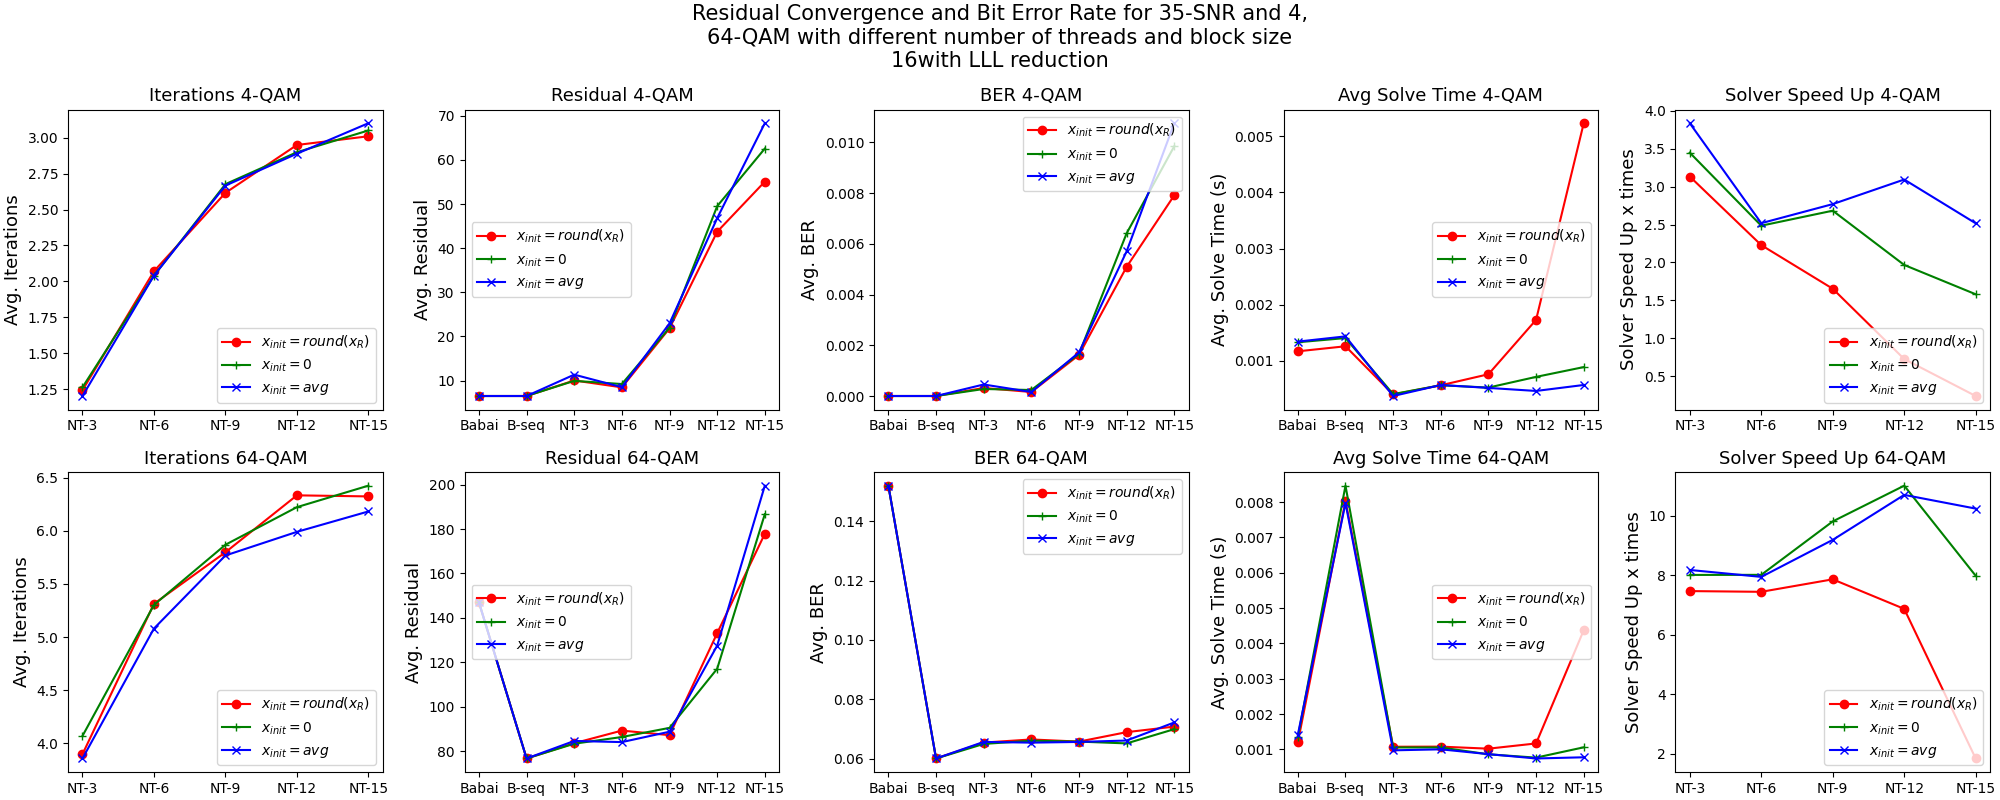 Residual Convergence and Bit Error Rate for 35-SNR and 4,
64-QAM with different number of threads and block size
16with LLL reduction
Iterations 4-QAM
Avg. Iterations
3.00
2.75
2.50
2.25
2.00
1.75
1.50
1.25
x_init = round(x_R)
x_init = 0
x_init = avg
NT-3 NT-6 NT-9 NT-12 NT-15
Residual 4-QAM
Avg. Residual
70
60
50
40
30
20
10
x_init = round(x_R)
x_init = 0
x_init = avg
Babai B-seq NT-3 NT-6 NT-9 NT-12 NT-15
BER 4-QAM
Avg. BER
0.010
0.008
0.006
0.004
0.002
0.000
x_init = round(x_R)
x_init = 0
x_init = avg
Babai B-seq NT-3 NT-6 NT-9 NT-12 NT-15
Avg Solve Time 4-QAM
Avg. Solve Time (s)
0.005
0.004
0.003
0.002
0.001
x_init = round(x_R)
x_init = 0
x_init = avg
Babai B-seq NT-3 NT-6 NT-9 NT-12 NT-15
Solver Speed Up 4-QAM
Solver Speed Up x times
4.0
3.5
3.0
2.5
2.0
1.5
1.0
0.5
x_init = round(x_R)
x_init = 0
x_init = avg
NT-3 NT-6 NT-9 NT-12 NT-15
Iterations 64-QAM
Avg. Iterations
6.5
6.0
5.5
5.0
4.5
4.0
x_init = round(x_R)
x_init = 0
x_init = avg
NT-3 NT-6 NT-9 NT-12 NT-15
Residual 64-QAM
Avg. Residual
200
180
160
140
120
100
80
x_init = round(x_R)
x_init = 0
x_init = avg
Babai B-seq NT-3 NT-6 NT-9 NT-12 NT-15
BER 64-QAM
Avg. BER
0.14
0.12
0.10
0.08
0.06
x_init = round(x_R)
x_init = 0
x_init = avg
Babai B-seq NT-3 NT-6 NT-9 NT-12 NT-15
Avg Solve Time 64-QAM
Avg. Solve Time (s)
0.008
0.007
0.006
0.005
0.004
0.003
0.002
0.001
x_init = round(x_R)
x_init = 0
x_init = avg
Babai B-seq NT-3 NT-6 NT-9 NT-12 NT-15
Solver Speed Up 64-QAM
Solver Speed Up x times
10
8
6
4
2
x_init = round(x_R)
x_init = 0
x_init = avg
NT-3 NT-6 NT-9 NT-12 NT-15